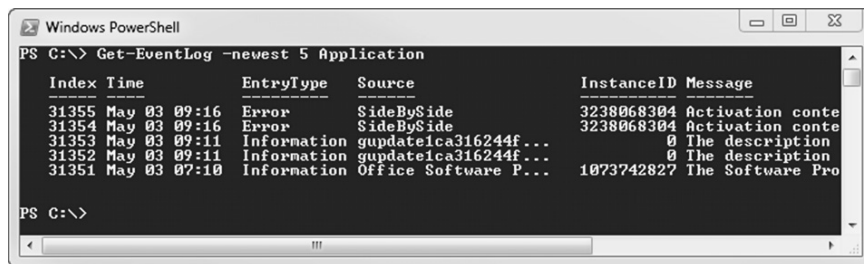 Windows PowerShell
PS C:\> Get-EventLog -newest 5 Application
Index Time EntryType Source InstanceID Message
----- ---- --------- ------ ---------- -------
31355 May 03 09:16 Error SideBySide 3238068304 Activation conte
31354 May 03 09:16 Error SideBySide 3238068304 Activation conte
31353 May 03 09:11 Information gupdate1ca316244f... 0 The description
31352 May 03 09:11 Information gupdate1ca316244f... 0 The description
31351 May 03 07:10 Information Office Software P... 1073742827 The Software Pro
PS C:\>